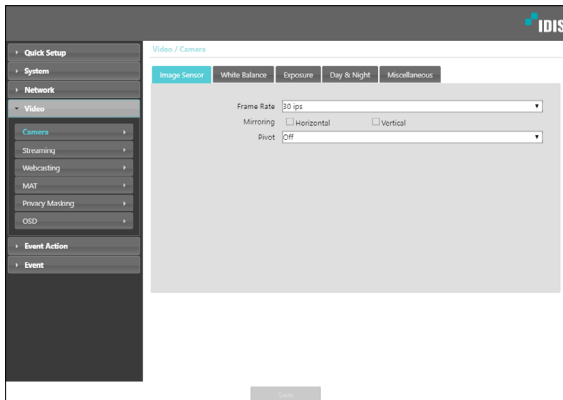 IDIS
Quick Setup
System
Network
Video
Camera
Streaming
Webcasting
MAT
Privacy Masking
OSD
Event Action
Event
Video / Camera
Image Sensor White Balance Exposure Day & Night Miscellaneous
Frame Rate 30 ips
Mirroring Horizontal Vertical
Pivot Off
Save